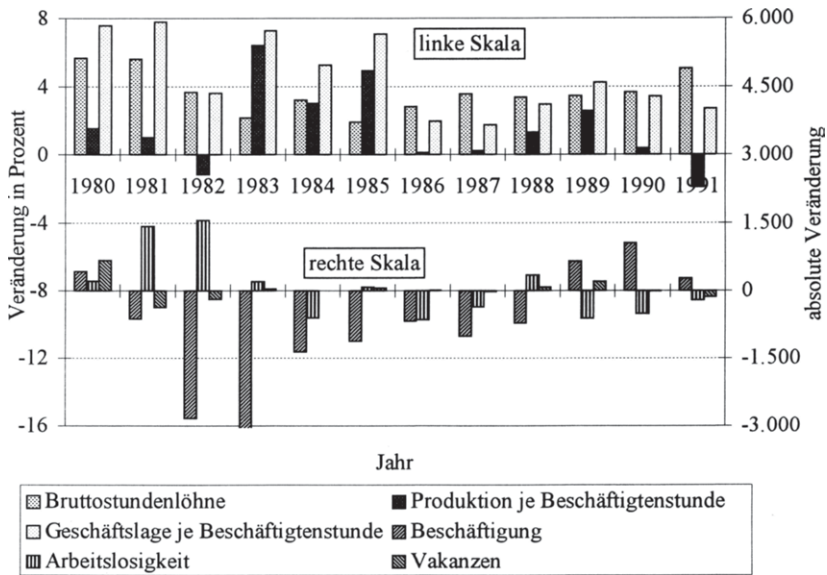 8 6.000
linke Skala
4 4.500
0 3.000
1980 1981 1982 1983 1984 1985 1986 1987 1988 1989 1990 1991
-4 1.500
rechte Skala
-8 0
-12 -1.500
-16 -3.000
Veränderung in Prozent
absolute Veränderung
Jahr
Bruttostundenlöhne Produktion je Beschäftigtenstunde
Geschäftslage je Beschäftigtenstunde Beschäftigung
Arbeitslosigkeit Vakanzen